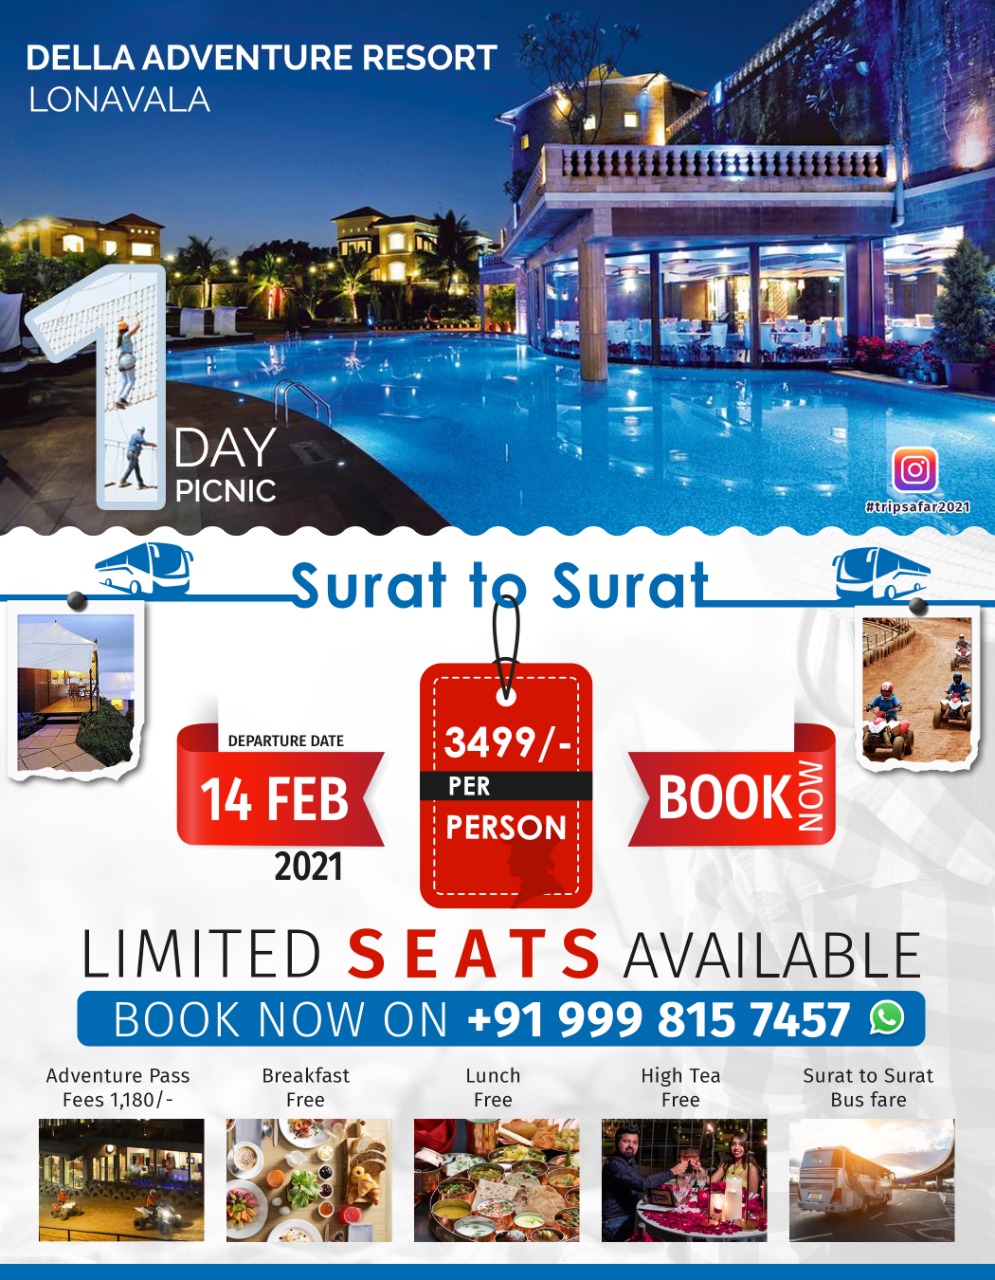 DELLA ADVENTURE RESORT
LONAVALA
1
DAY
PICNIC
#tripsafar2021
Surat to Surat
DEPARTURE DATE
14 FEB
2021
3499/-
PER
PERSON
BOOK NOW
LIMITED SEATS AVAILABLE
BOOK NOW ON +91 999 815 7457
Adventure Pass
Fees 1,180/-
Breakfast
Free
Lunch
Free
High Tea
Free
Surat to Surat
Bus fare